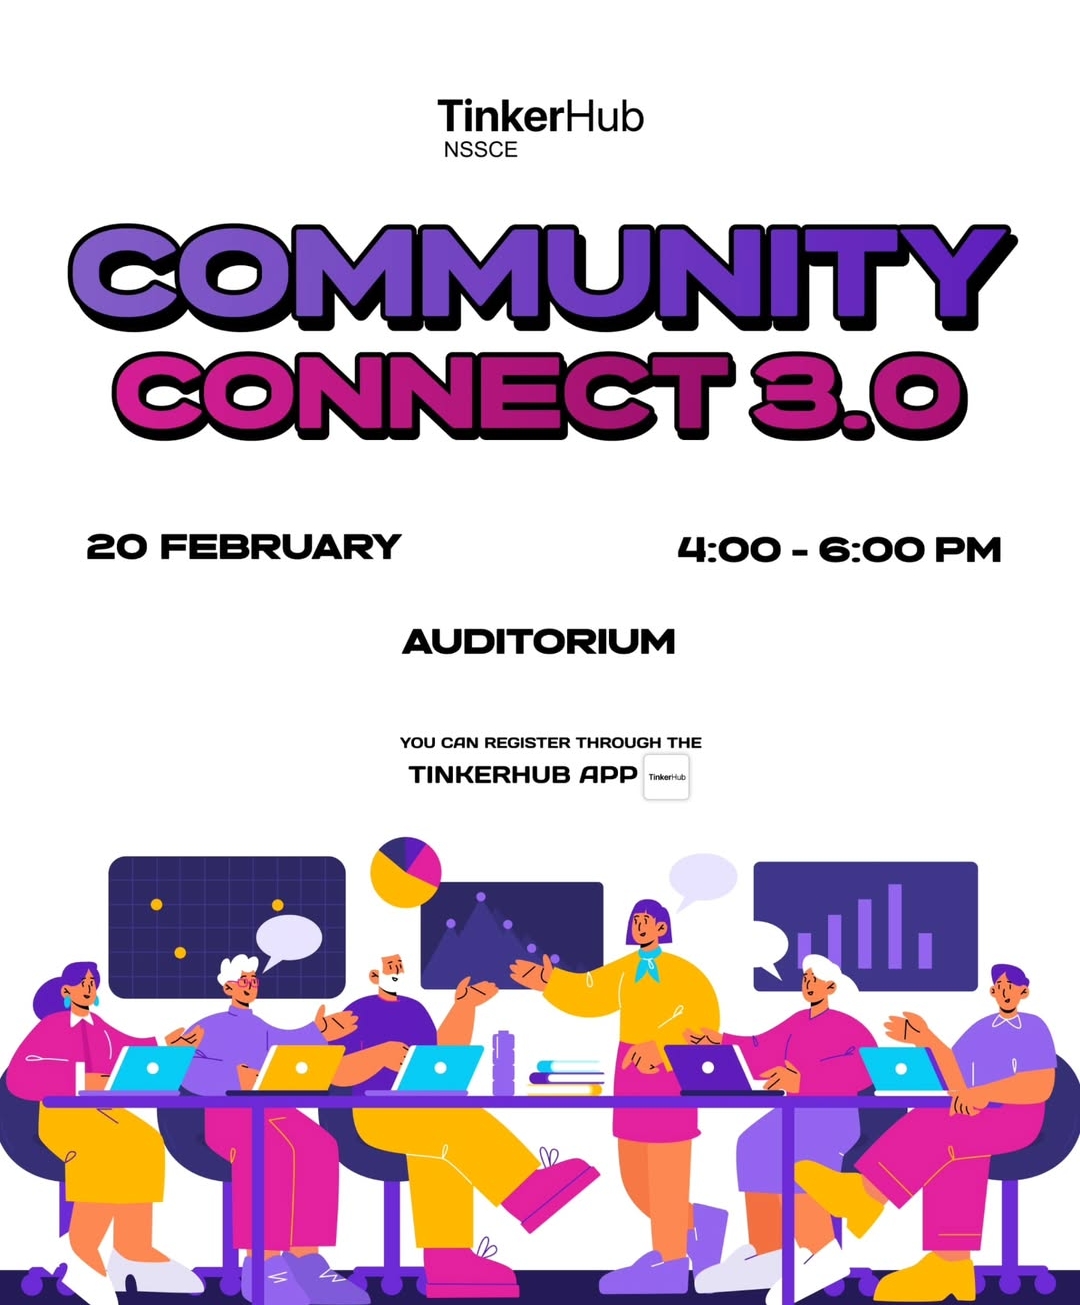 TinkerHub
NSSCE
COMMUNITY
CONNECT 3.0
20 FEBRUARY
4:00 - 6:00 PM
AUDITORIUM
YOU CAN REGISTER THROUGH THE
TINKERHUB APP TinkerHub